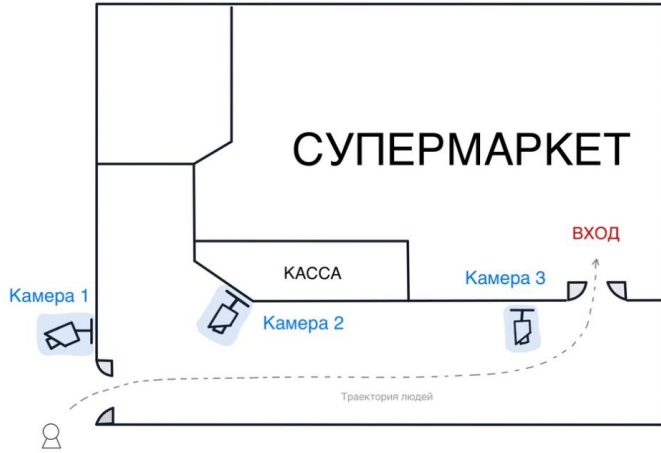 СУПЕРМАРКЕТ
ВХОД
КАССА
Камера 3
Камера 1
Камера 2
Траектория людей